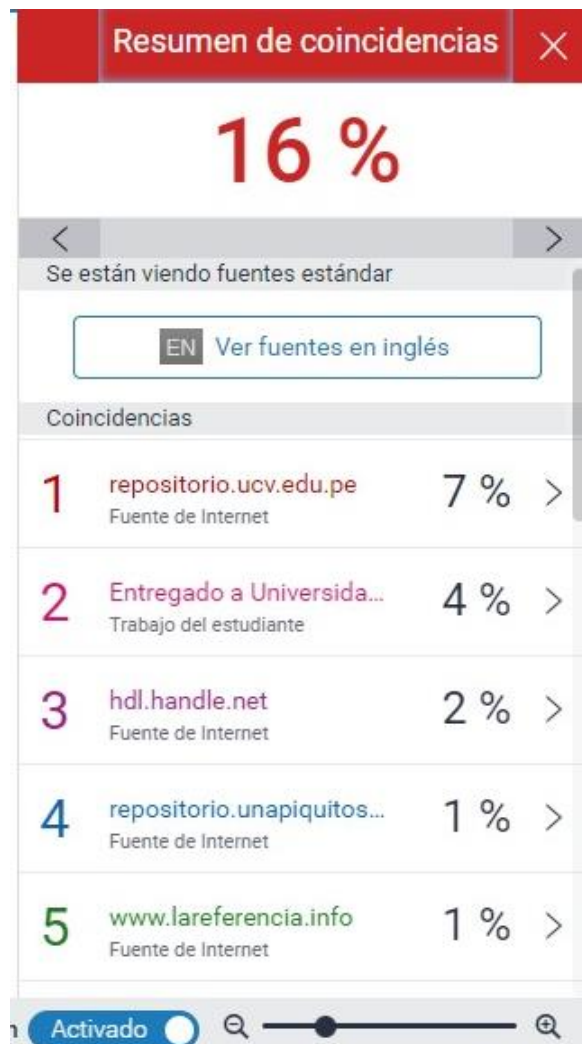 Resumen de coincidencias
16 %
Se están viendo fuentes estándar
EN Ver fuentes en inglés
Coincidencias
1 repositorio.ucv.edu.pe 7 %
Fuente de Internet
2 Entregado a Universida... 4 %
Trabajo del estudiante
3 hdl.handle.net 2 %
Fuente de Internet
4 repositorio.unapiquitos... 1 %
Fuente de Internet
5 www.lareferencia.info 1 %
Fuente de Internet
Activado